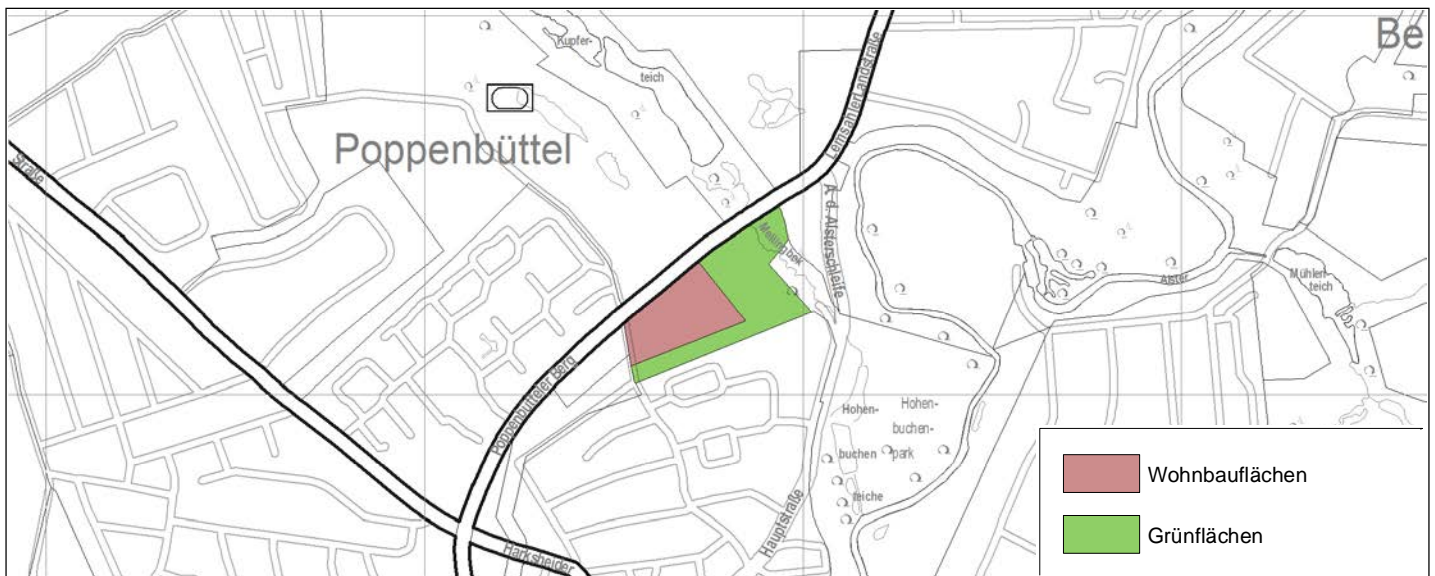 Be
Kupfer-
teich
Poppenbüttel
Lemsahler Landstraße
Straße
A. d. Alsterschleife
Mellingbek
Alster
Mühlen
teich
Poppenbütteler Berg
Hohen-
buchen
teiche
Hohen-
buchen-
park
Hauptstraße
Harksheider
Wohnbauflächen
Grünflächen